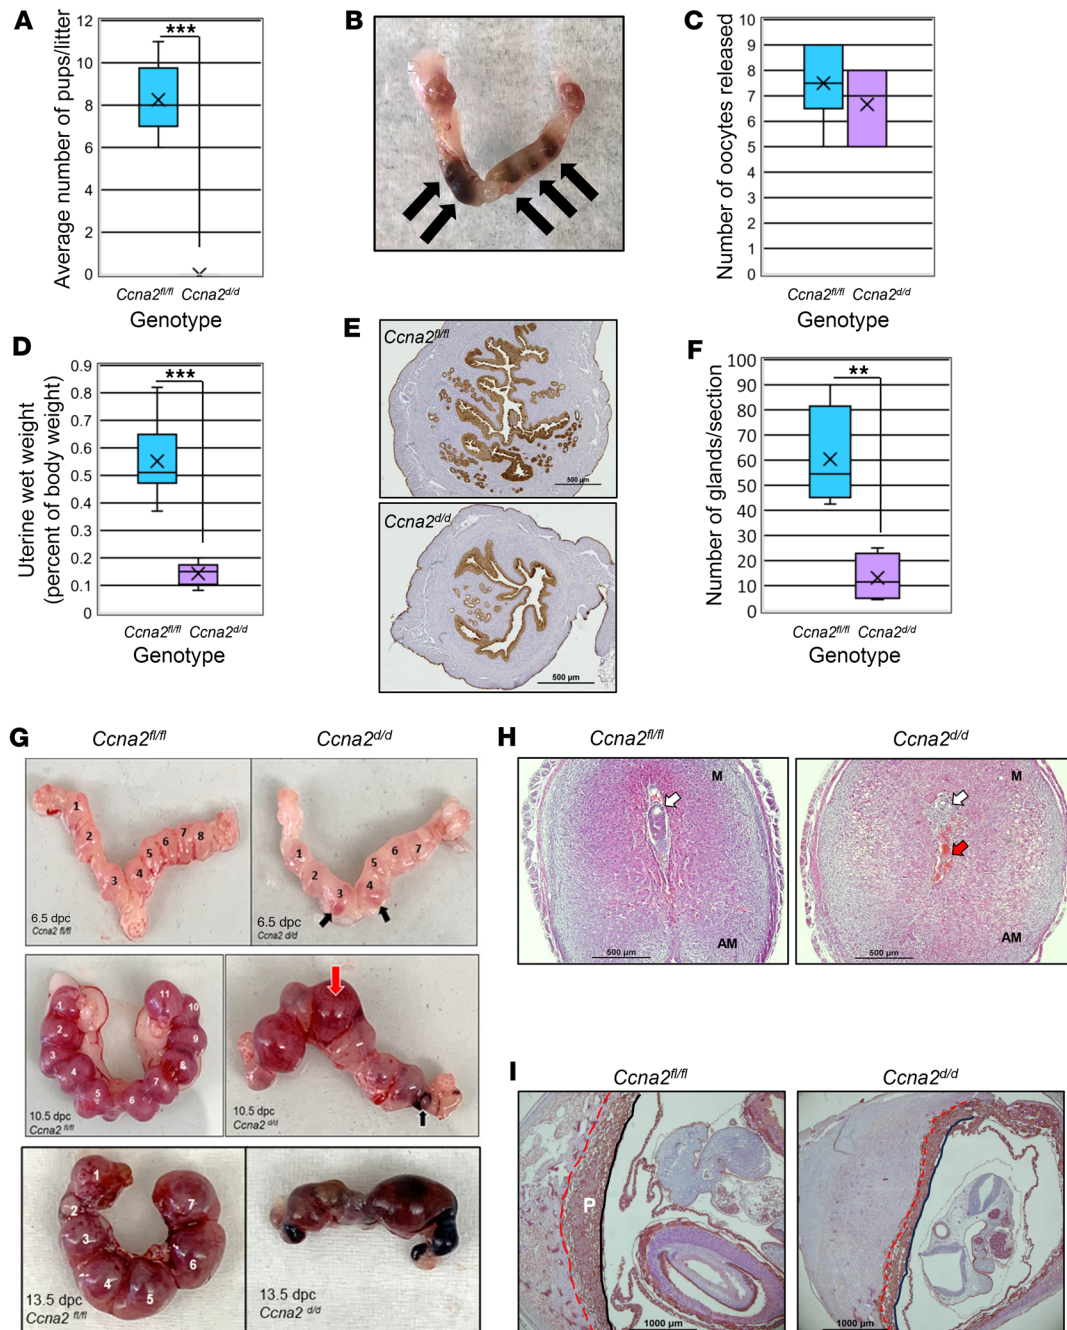 A
Average number of pups/litter
12
10
8
6
4
2
0
***
Ccna2fl/fl Ccna2d/d
Genotype
B
C
Number of oocytes released
10
9
8
7
6
5
4
3
2
1
0
Ccna2fl/fl Ccna2d/d
Genotype
D
Uterine wet weight
(percent of body weight)
0.9
0.8
0.7
0.6
0.5
0.4
0.3
0.2
0.1
0
***
Ccna2fl/fl Ccna2d/d
Genotype
E
Ccna2fl/fl
500 µm
Ccna2d/d
500 µm
F
Number of glands/section
100
90
80
70
60
50
40
30
20
10
0
**
Ccna2fl/fl Ccna2d/d
Genotype
G
Ccna2fl/fl Ccna2d/d
1
2
3
4
5
6
7
8
6.5 dpc
Ccna2 fl/fl
1
2
3
4
5
6
7
6.5 dpc
Ccna2 d/d
1
2
3
4
5
6
7
8
9
10
11
10.5 dpc
Ccna2 fl/fl
10.5 dpc
Ccna2 d/d
1
2
3
4
5
6
7
13.5 dpc
Ccna2 fl/fl
13.5 dpc
Ccna2 d/d
H
Ccna2fl/fl Ccna2d/d
M
AM
500 µm
M
AM
500 µm
I
Ccna2fl/fl Ccna2d/d
P
1000 µm
1000 µm